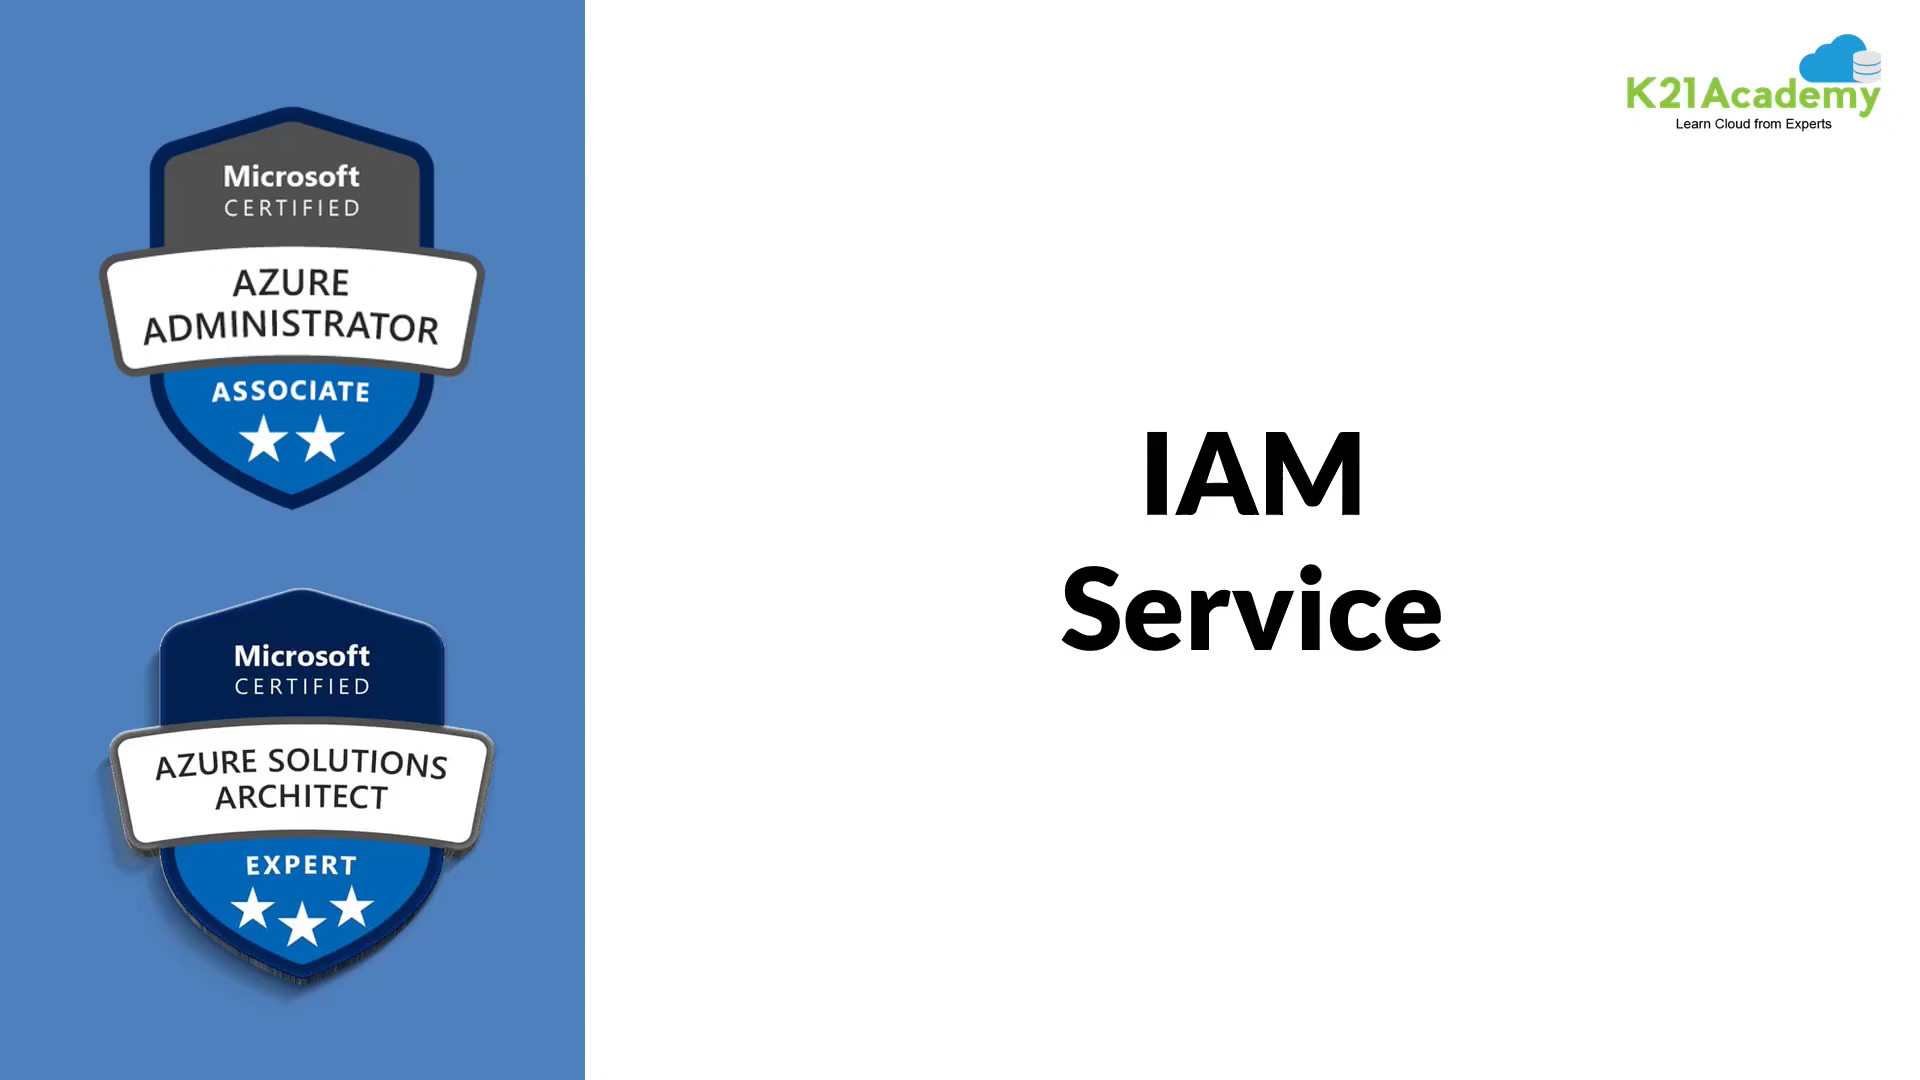 Microsoft
CERTIFIED
AZURE
ADMINISTRATOR
ASSOCIATE
Microsoft
CERTIFIED
AZURE SOLUTIONS
ARCHITECT
EXPERT
K21Academy
Learn Cloud from Experts
IAM
Service